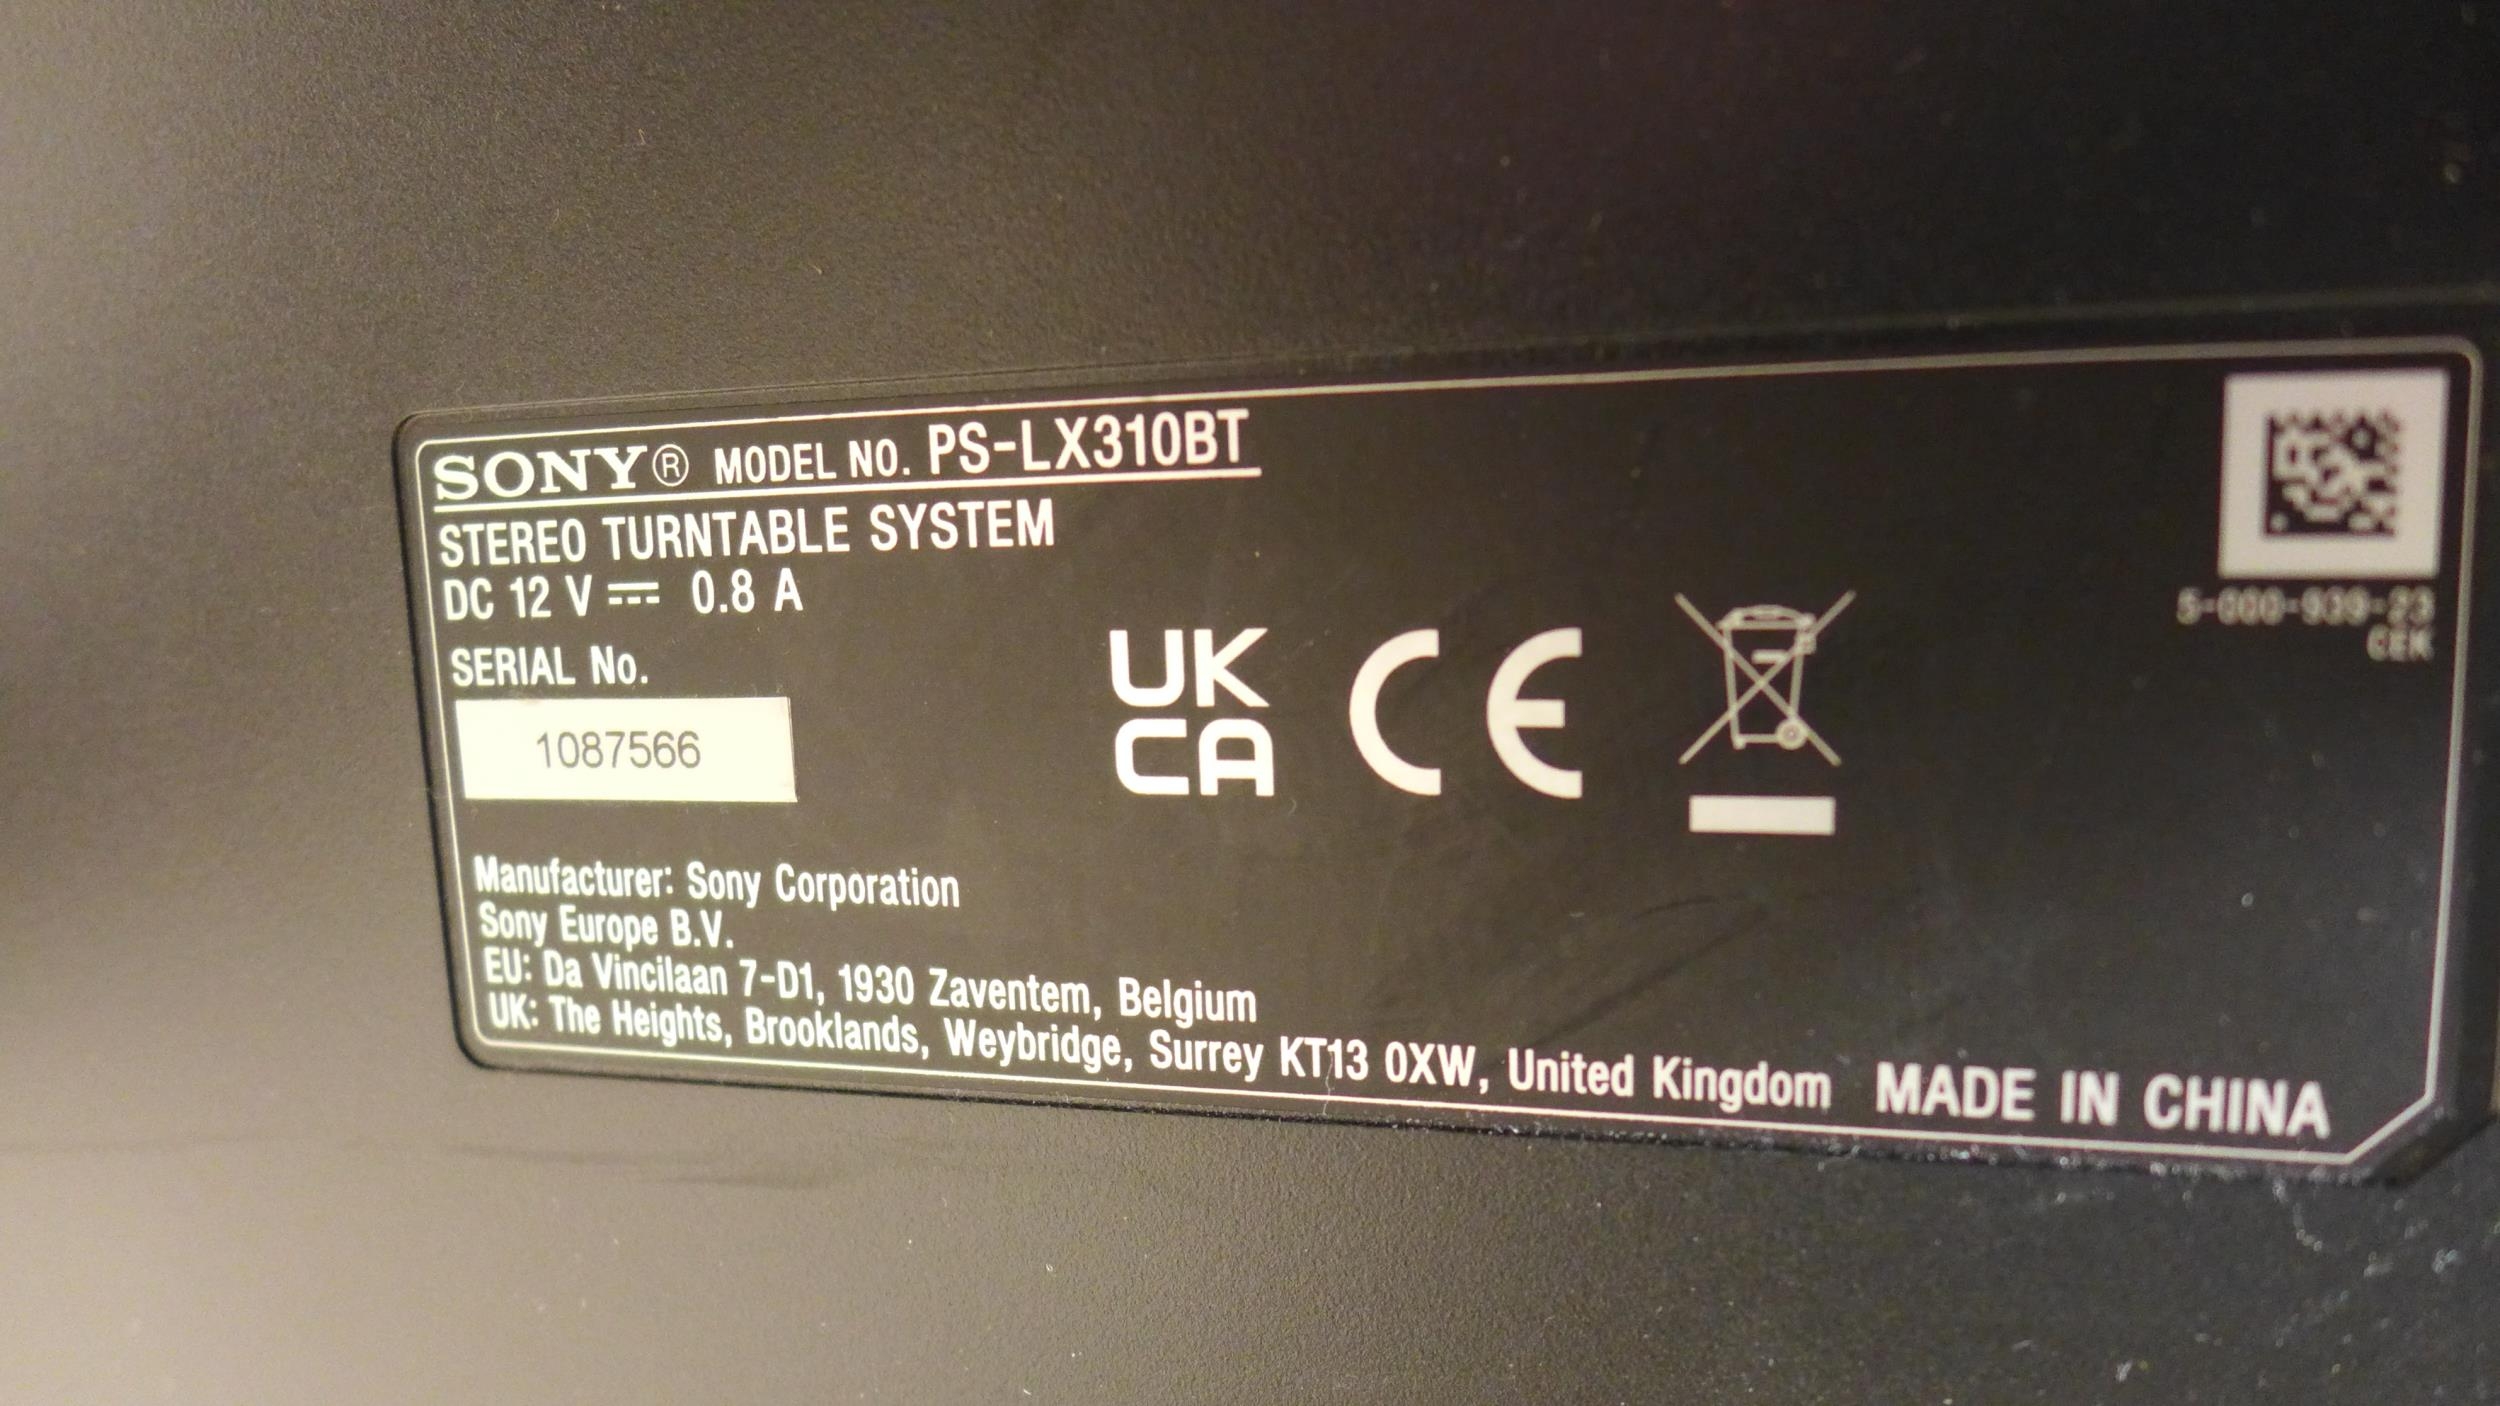 SONY® MODEL NO. PS-LX310BT
STEREO TURNTABLE SYSTEM
DC 12 V ⎓ 0.8 A
SERIAL No.
1087566
UK
CA
CE
5-000-939-23
CEK
Manufacturer: Sony Corporation
Sony Europe B.V.
EU: Da Vincilaan 7-D1, 1930 Zaventem, Belgium
UK: The Heights, Brooklands, Weybridge, Surrey KT13 0XW, United Kingdom MADE IN CHINA